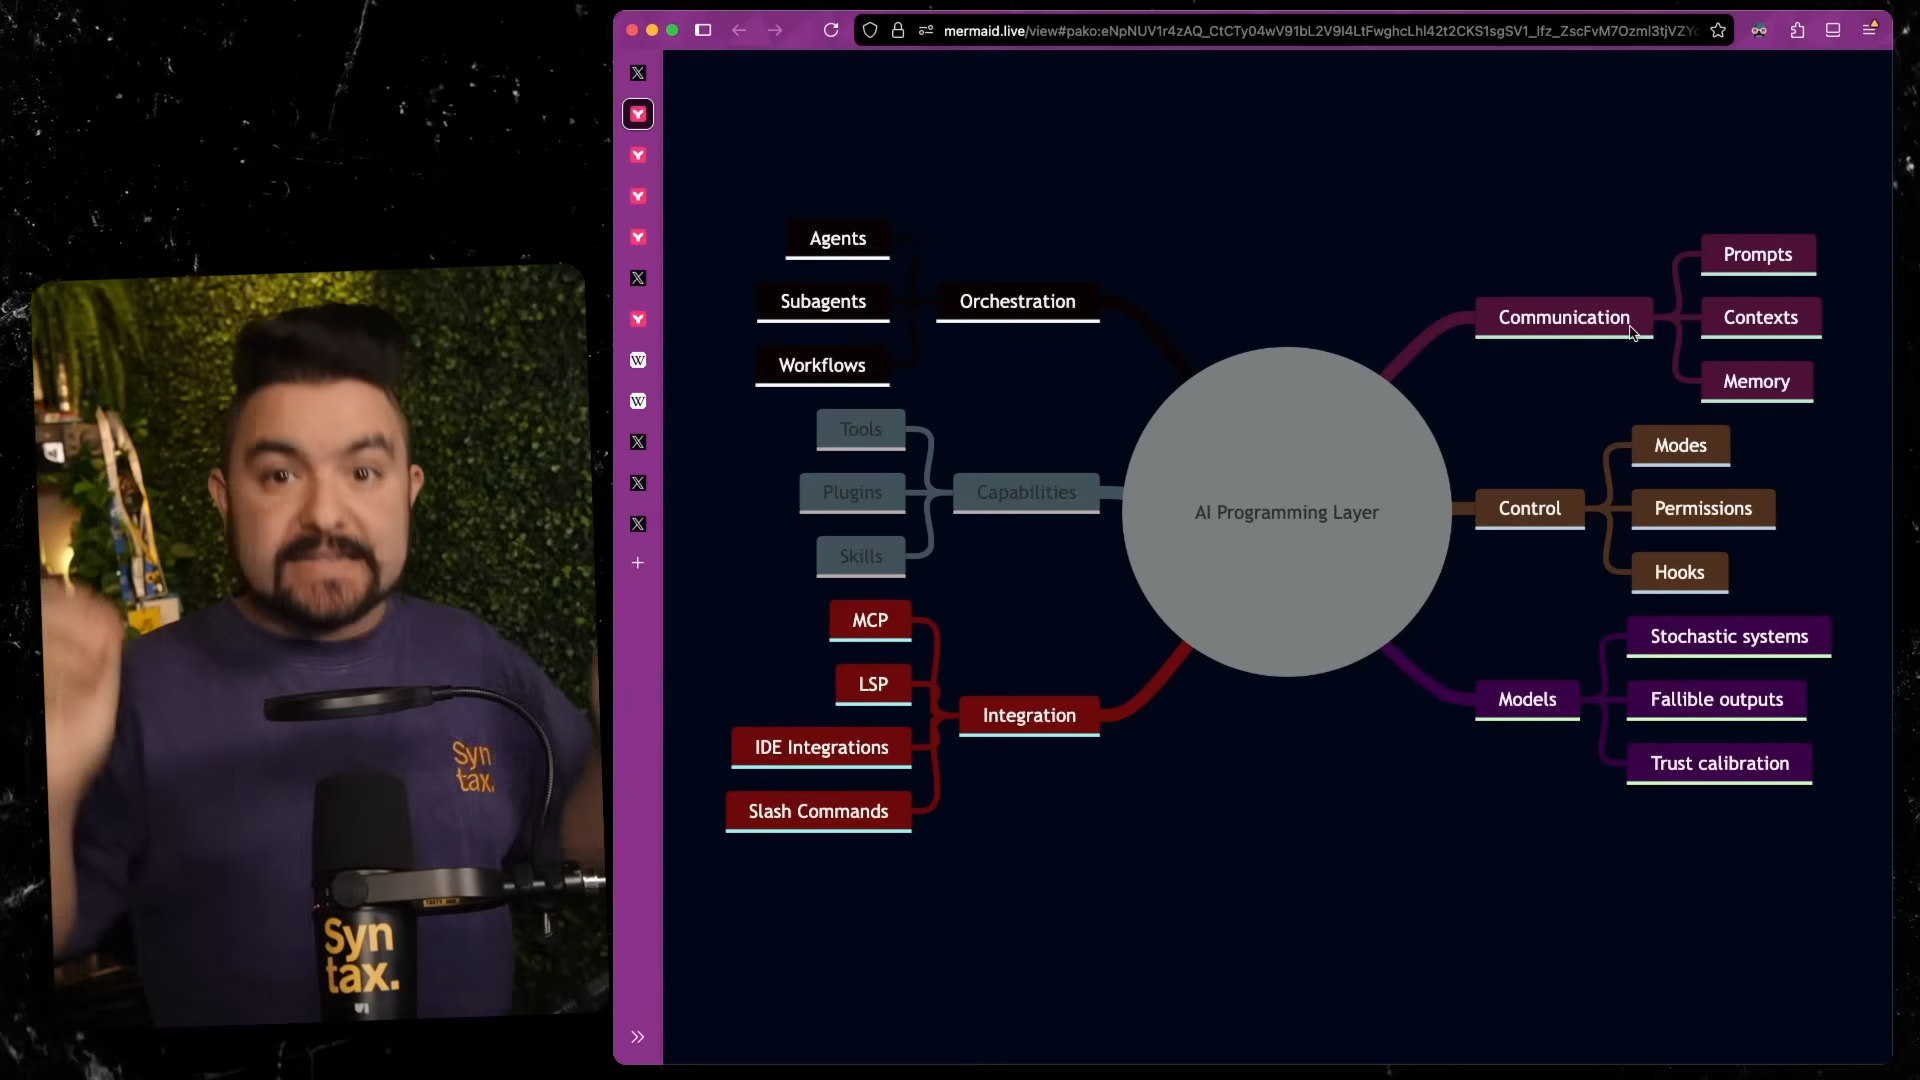 mermaid.live/view#pako:eNpNUV1r4zAQ_CtCTy04wV91bL2V9I4LtFwghcLhl42t2CKS1sgSV1_Ifz_ZscFvM7Ozml3tjVZY
Agents
Subagents
Workflows
Orchestration
Tools
Plugins
Skills
Capabilities
MCP
LSP
IDE Integrations
Slash Commands
Integration
AI Programming Layer
Communication
Prompts
Contexts
Memory
Control
Modes
Permissions
Hooks
Models
Stochastic systems
Fallible outputs
Trust calibration
Syn
tax.
Syn
tax.